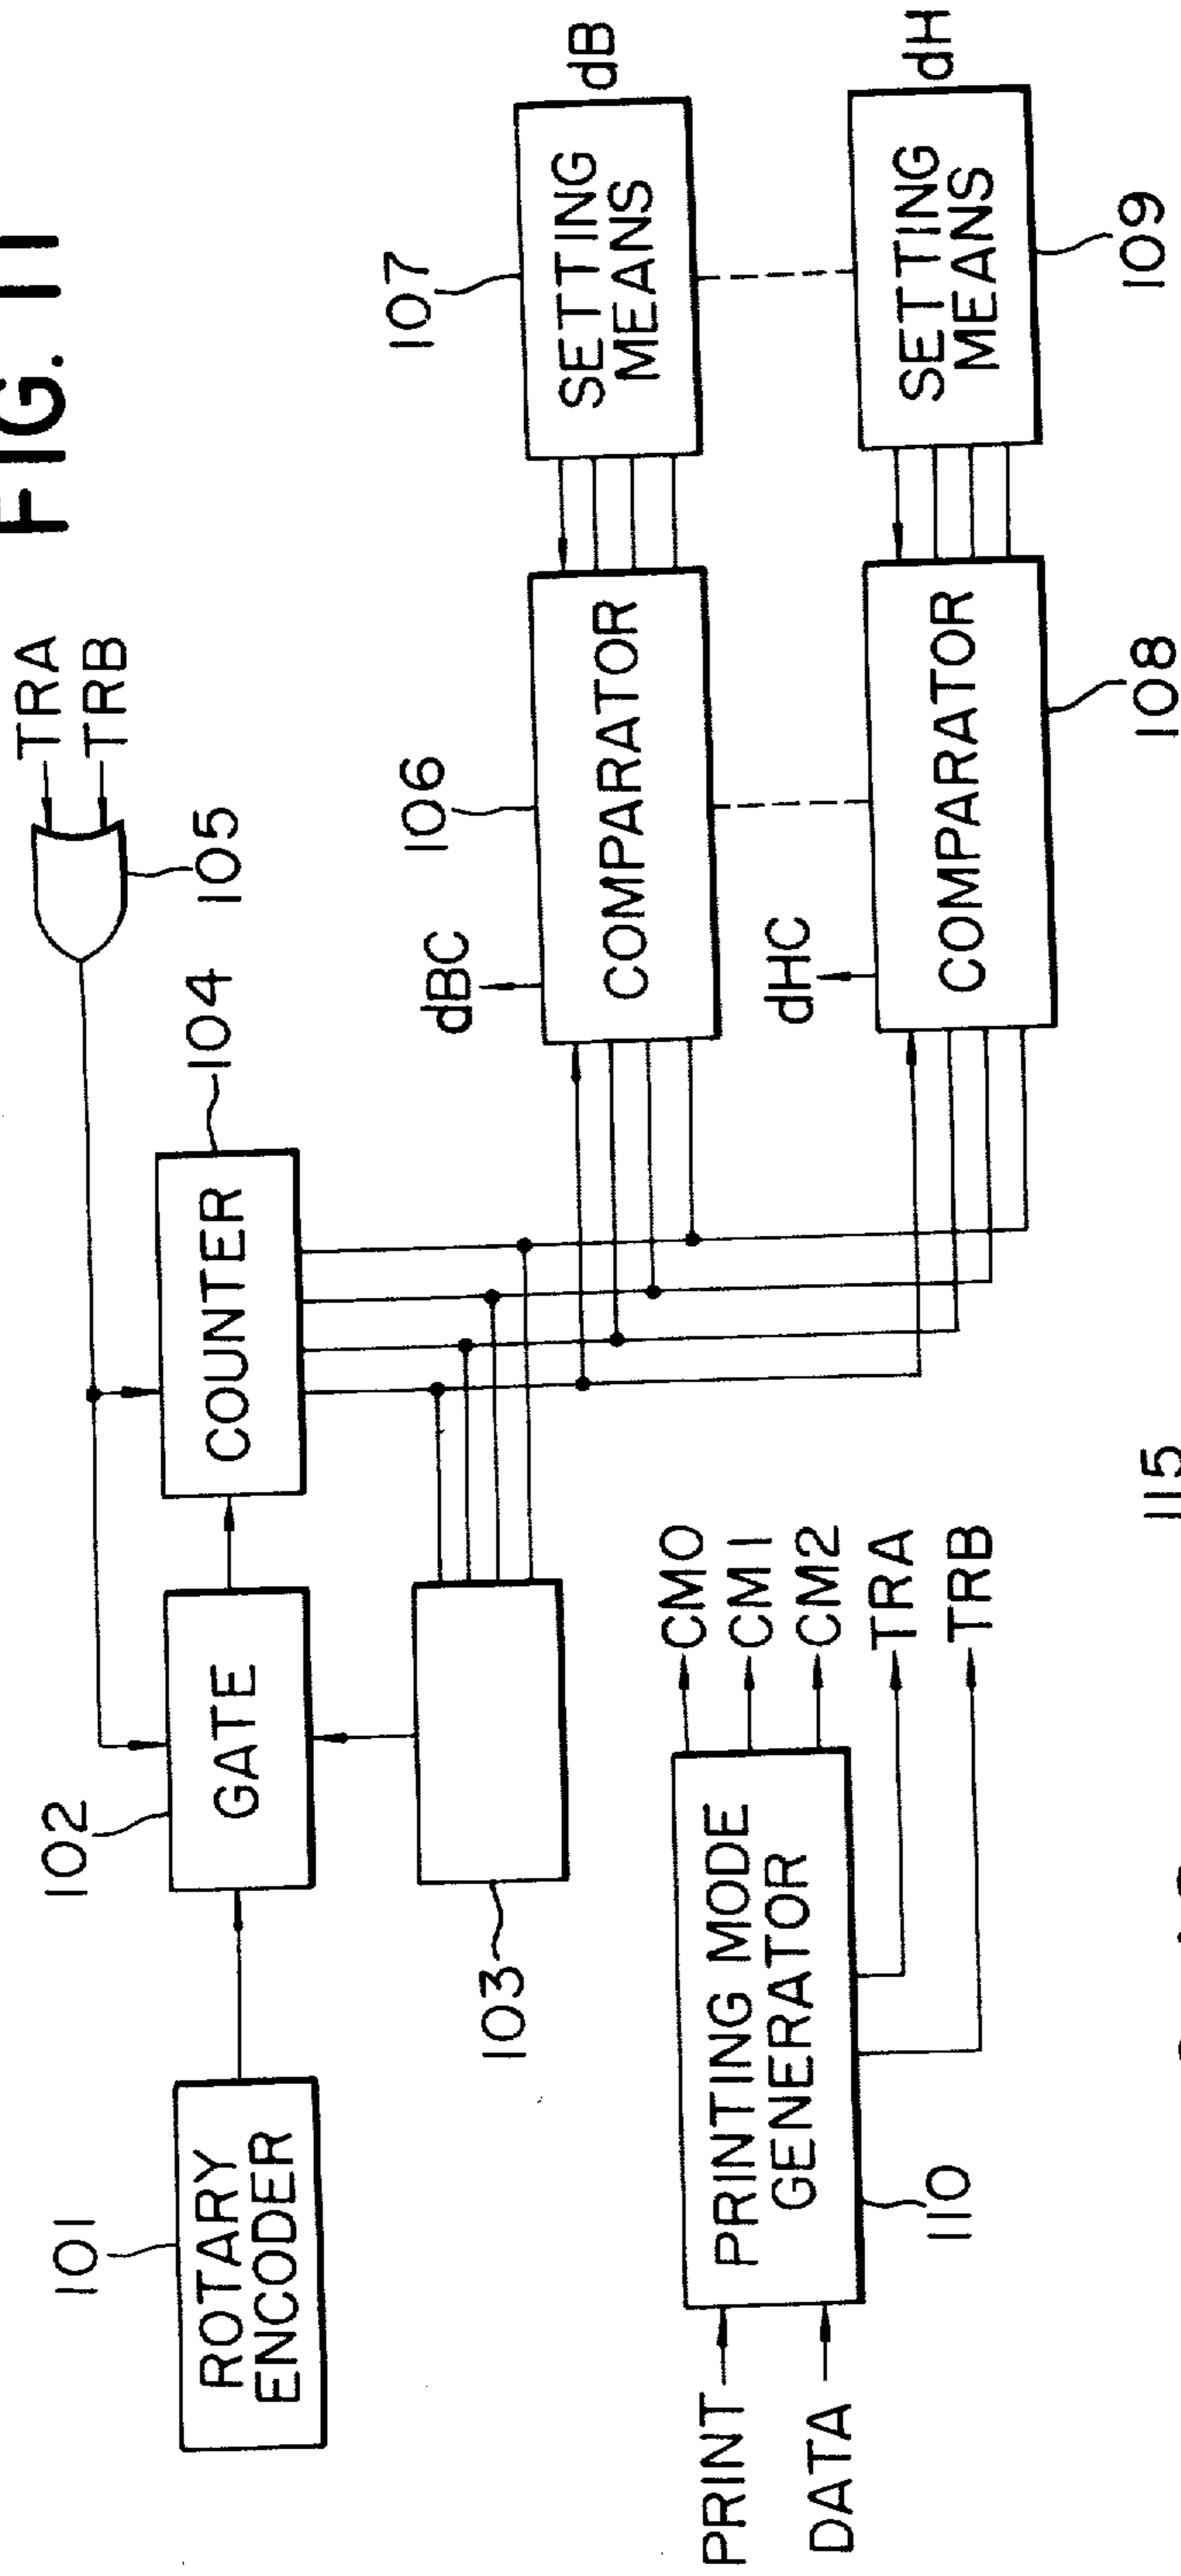 FIG. 11
TRA
TRB
105
104
COUNTER
102
GATE
101
ROTARY
ENCODER
103
107
SETTING
MEANS
dB
106
COMPARATOR
dBC
109
SETTING
MEANS
dH
108
COMPARATOR
dHC
PRINT
DATA
PRINTING MODE
GENERATOR
110
CM0
CM1
CM2
TRA
TRB
115